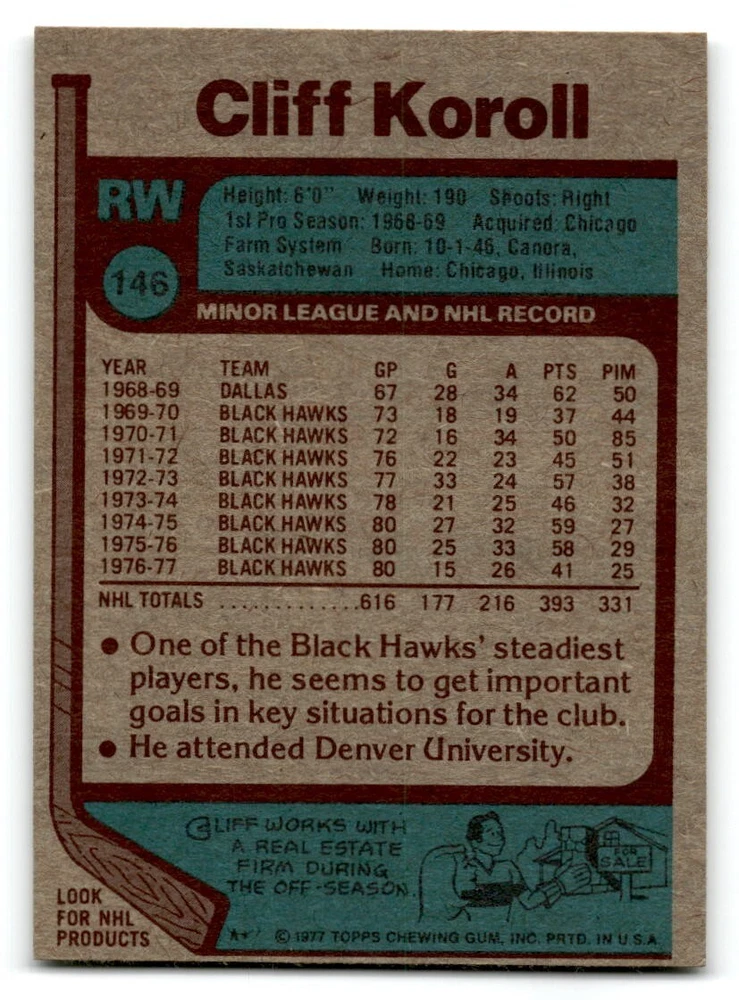 Cliff Koroll
RW
Height: 6'0" Weight: 190 Shoots: Right
1st Pro Season: 1968-69 Acquired: Chicago
Farm System Born: 10-1-46, Canora,
Saskatchewan Home: Chicago, Illinois
146
MINOR LEAGUE AND NHL RECORD
YEAR TEAM GP G A PTS PIM
1968-69 DALLAS 67 28 34 62 50
1969-70 BLACK HAWKS 73 18 19 37 44
1970-71 BLACK HAWKS 72 16 34 50 85
1971-72 BLACK HAWKS 76 22 23 45 51
1972-73 BLACK HAWKS 77 33 24 57 38
1973-74 BLACK HAWKS 78 21 25 46 32
1974-75 BLACK HAWKS 80 27 32 59 27
1975-76 BLACK HAWKS 80 25 33 58 29
1976-77 BLACK HAWKS 80 15 26 41 25
NHL TOTALS ..............616 177 216 393 331
• One of the Black Hawks' steadiest
players, he seems to get important
goals in key situations for the club.
• He attended Denver University.
CLIFF WORKS WITH
A REAL ESTATE
FIRM DURING
THE OFF-SEASON.
FOR
SALE
LOOK
FOR NHL
PRODUCTS
★★ © 1977 TOPPS CHEWING GUM, INC. PRTD. IN U.S.A.